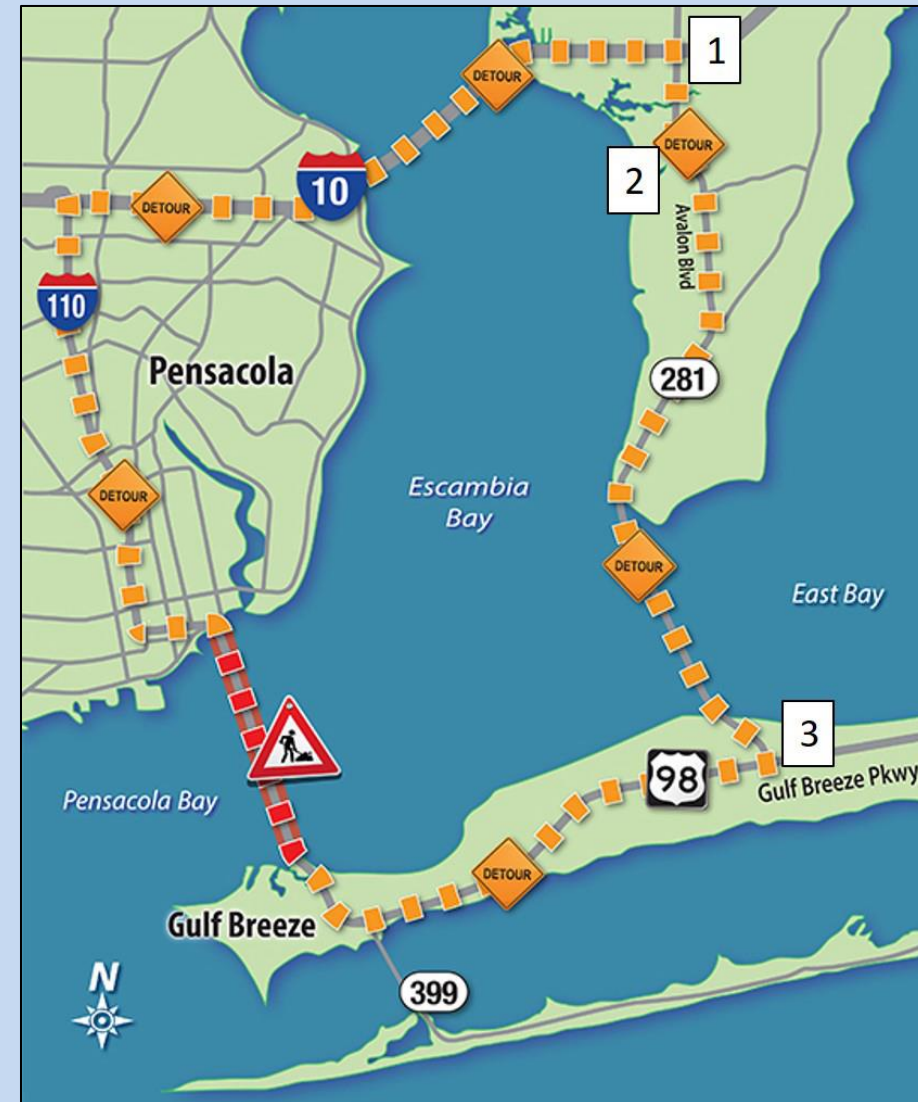 1
DETOUR
10
DETOUR
2
DETOUR
Avalon Blvd
110
Pensacola
281
DETOUR
Escambia
Bay
DETOUR
East Bay
3
98
Gulf Breeze Pkwy
Pensacola Bay
DETOUR
Gulf Breeze
399
N